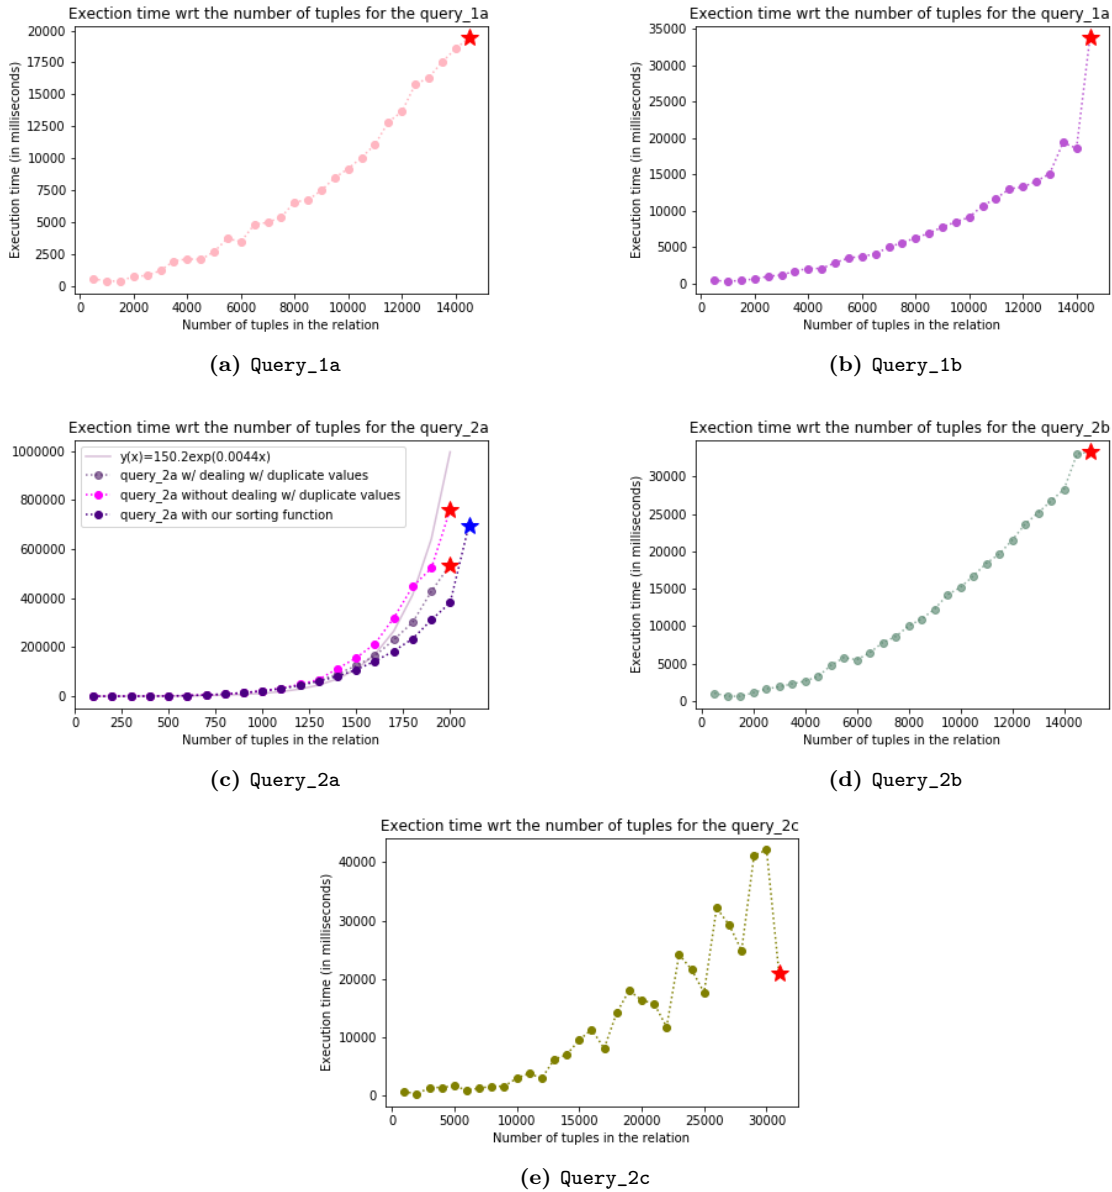 Exection time wrt the number of tuples for the query_1a
Execution time (in milliseconds)
20000
17500
15000
12500
10000
7500
5000
2500
0
0 2000 4000 6000 8000 10000 12000 14000
Number of tuples in the relation
(a) Query_1a
Exection time wrt the number of tuples for the query_1a
Execution time (in milliseconds)
35000
30000
25000
20000
15000
10000
5000
0
0 2000 4000 6000 8000 10000 12000 14000
Number of tuples in the relation
(b) Query_1b
Exection time wrt the number of tuples for the query_2a
Execution time (in milliseconds)
1000000
800000
600000
400000
200000
0
y(x)=150.2exp(0.0044x)
query_2a w/ dealing w/ duplicate values
query_2a without dealing w/ duplicate values
query_2a with our sorting function
0 250 500 750 1000 1250 1500 1750 2000
Number of tuples in the relation
(c) Query_2a
Exection time wrt the number of tuples for the query_2b
Execution time (in milliseconds)
30000
25000
20000
15000
10000
5000
0
0 2000 4000 6000 8000 10000 12000 14000
Number of tuples in the relation
(d) Query_2b
Exection time wrt the number of tuples for the query_2c
Execution time (in milliseconds)
40000
30000
20000
10000
0
0 5000 10000 15000 20000 25000 30000
Number of tuples in the relation
(e) Query_2c